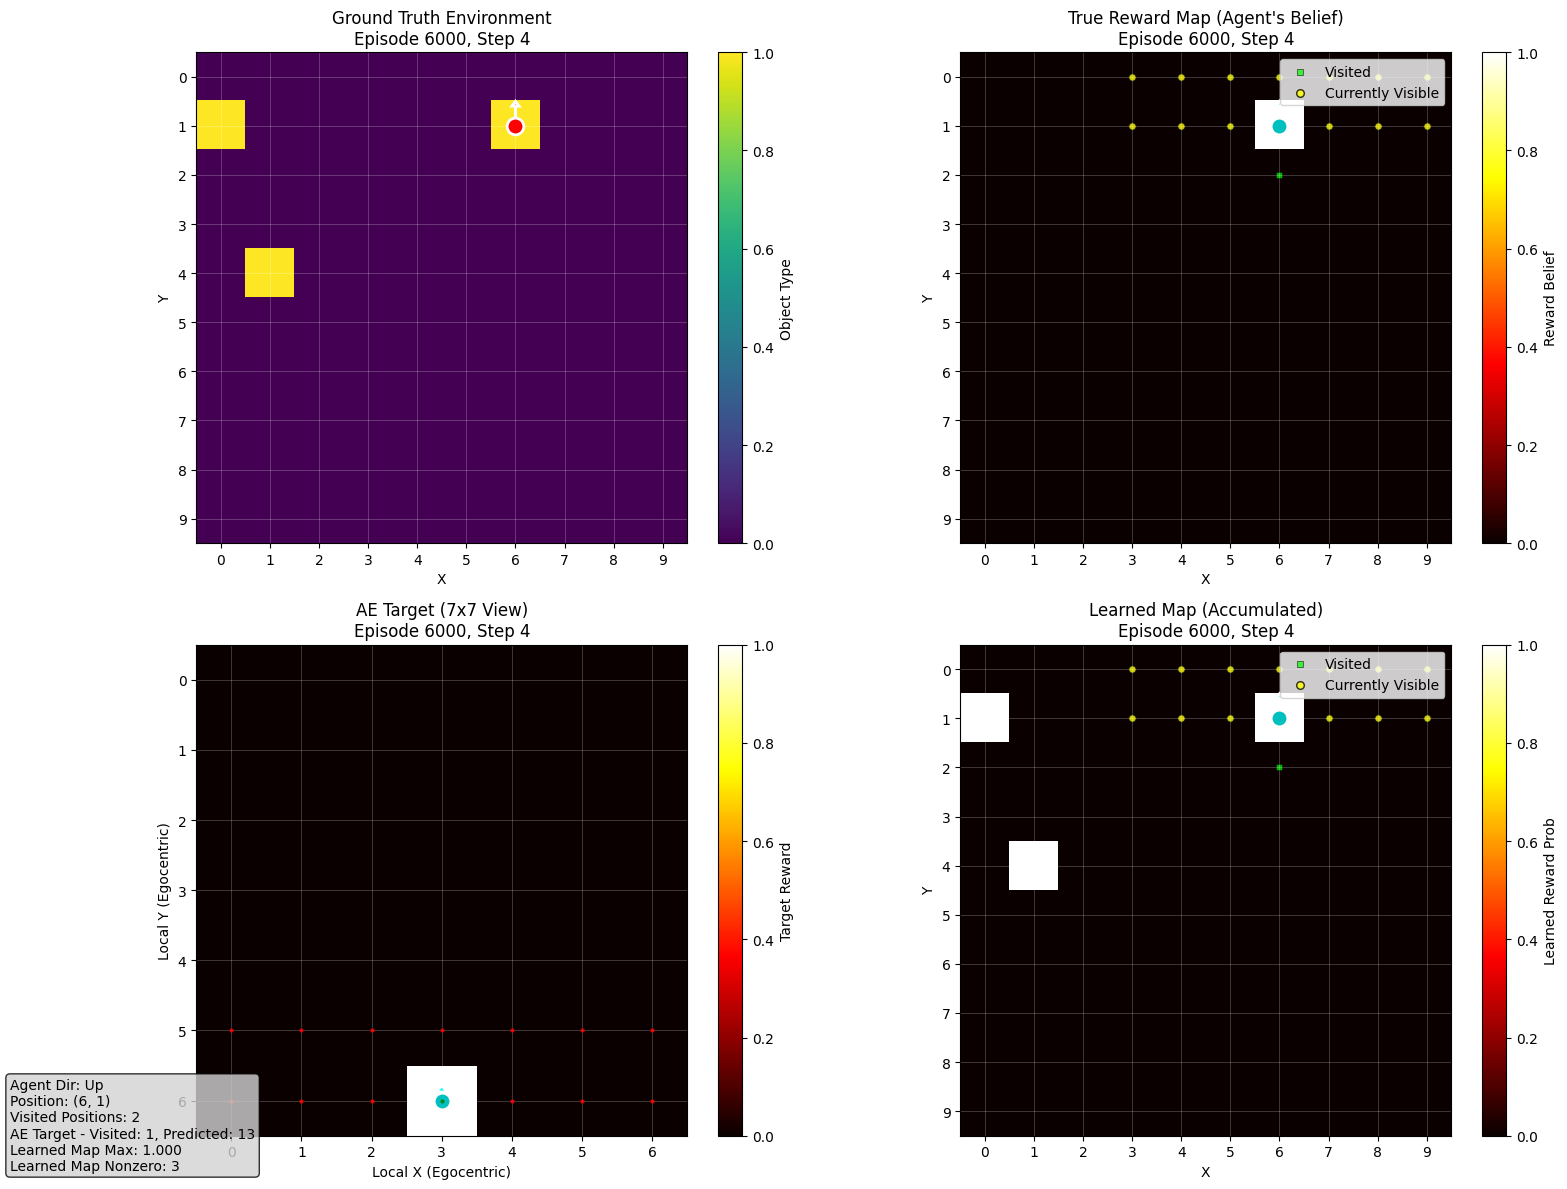 Ground Truth Environment
Episode 6000, Step 4
0
1
2
3
4
5
6
7
8
9
Y
0 1 2 3 4 5 6 7 8 9
X
1.0
0.8
0.6
0.4
0.2
0.0
Object Type
True Reward Map (Agent's Belief)
Episode 6000, Step 4
Visited
Currently Visible
0
1
2
3
4
5
6
7
8
9
Y
0 1 2 3 4 5 6 7 8 9
X
1.0
0.8
0.6
0.4
0.2
0.0
Reward Belief
AE Target (7x7 View)
Episode 6000, Step 4
0
1
2
3
4
5
6
Local Y (Egocentric)
0 1 2 3 4 5 6
Local X (Egocentric)
1.0
0.8
0.6
0.4
0.2
0.0
Target Reward
Agent Dir: Up
Position: (6, 1)
Visited Positions: 2
AE Target - Visited: 1, Predicted: 13
Learned Map Max: 1.000
Learned Map Nonzero: 3
Learned Map (Accumulated)
Episode 6000, Step 4
Visited
Currently Visible
0
1
2
3
4
5
6
7
8
9
Y
0 1 2 3 4 5 6 7 8 9
X
1.0
0.8
0.6
0.4
0.2
0.0
Learned Reward Prob